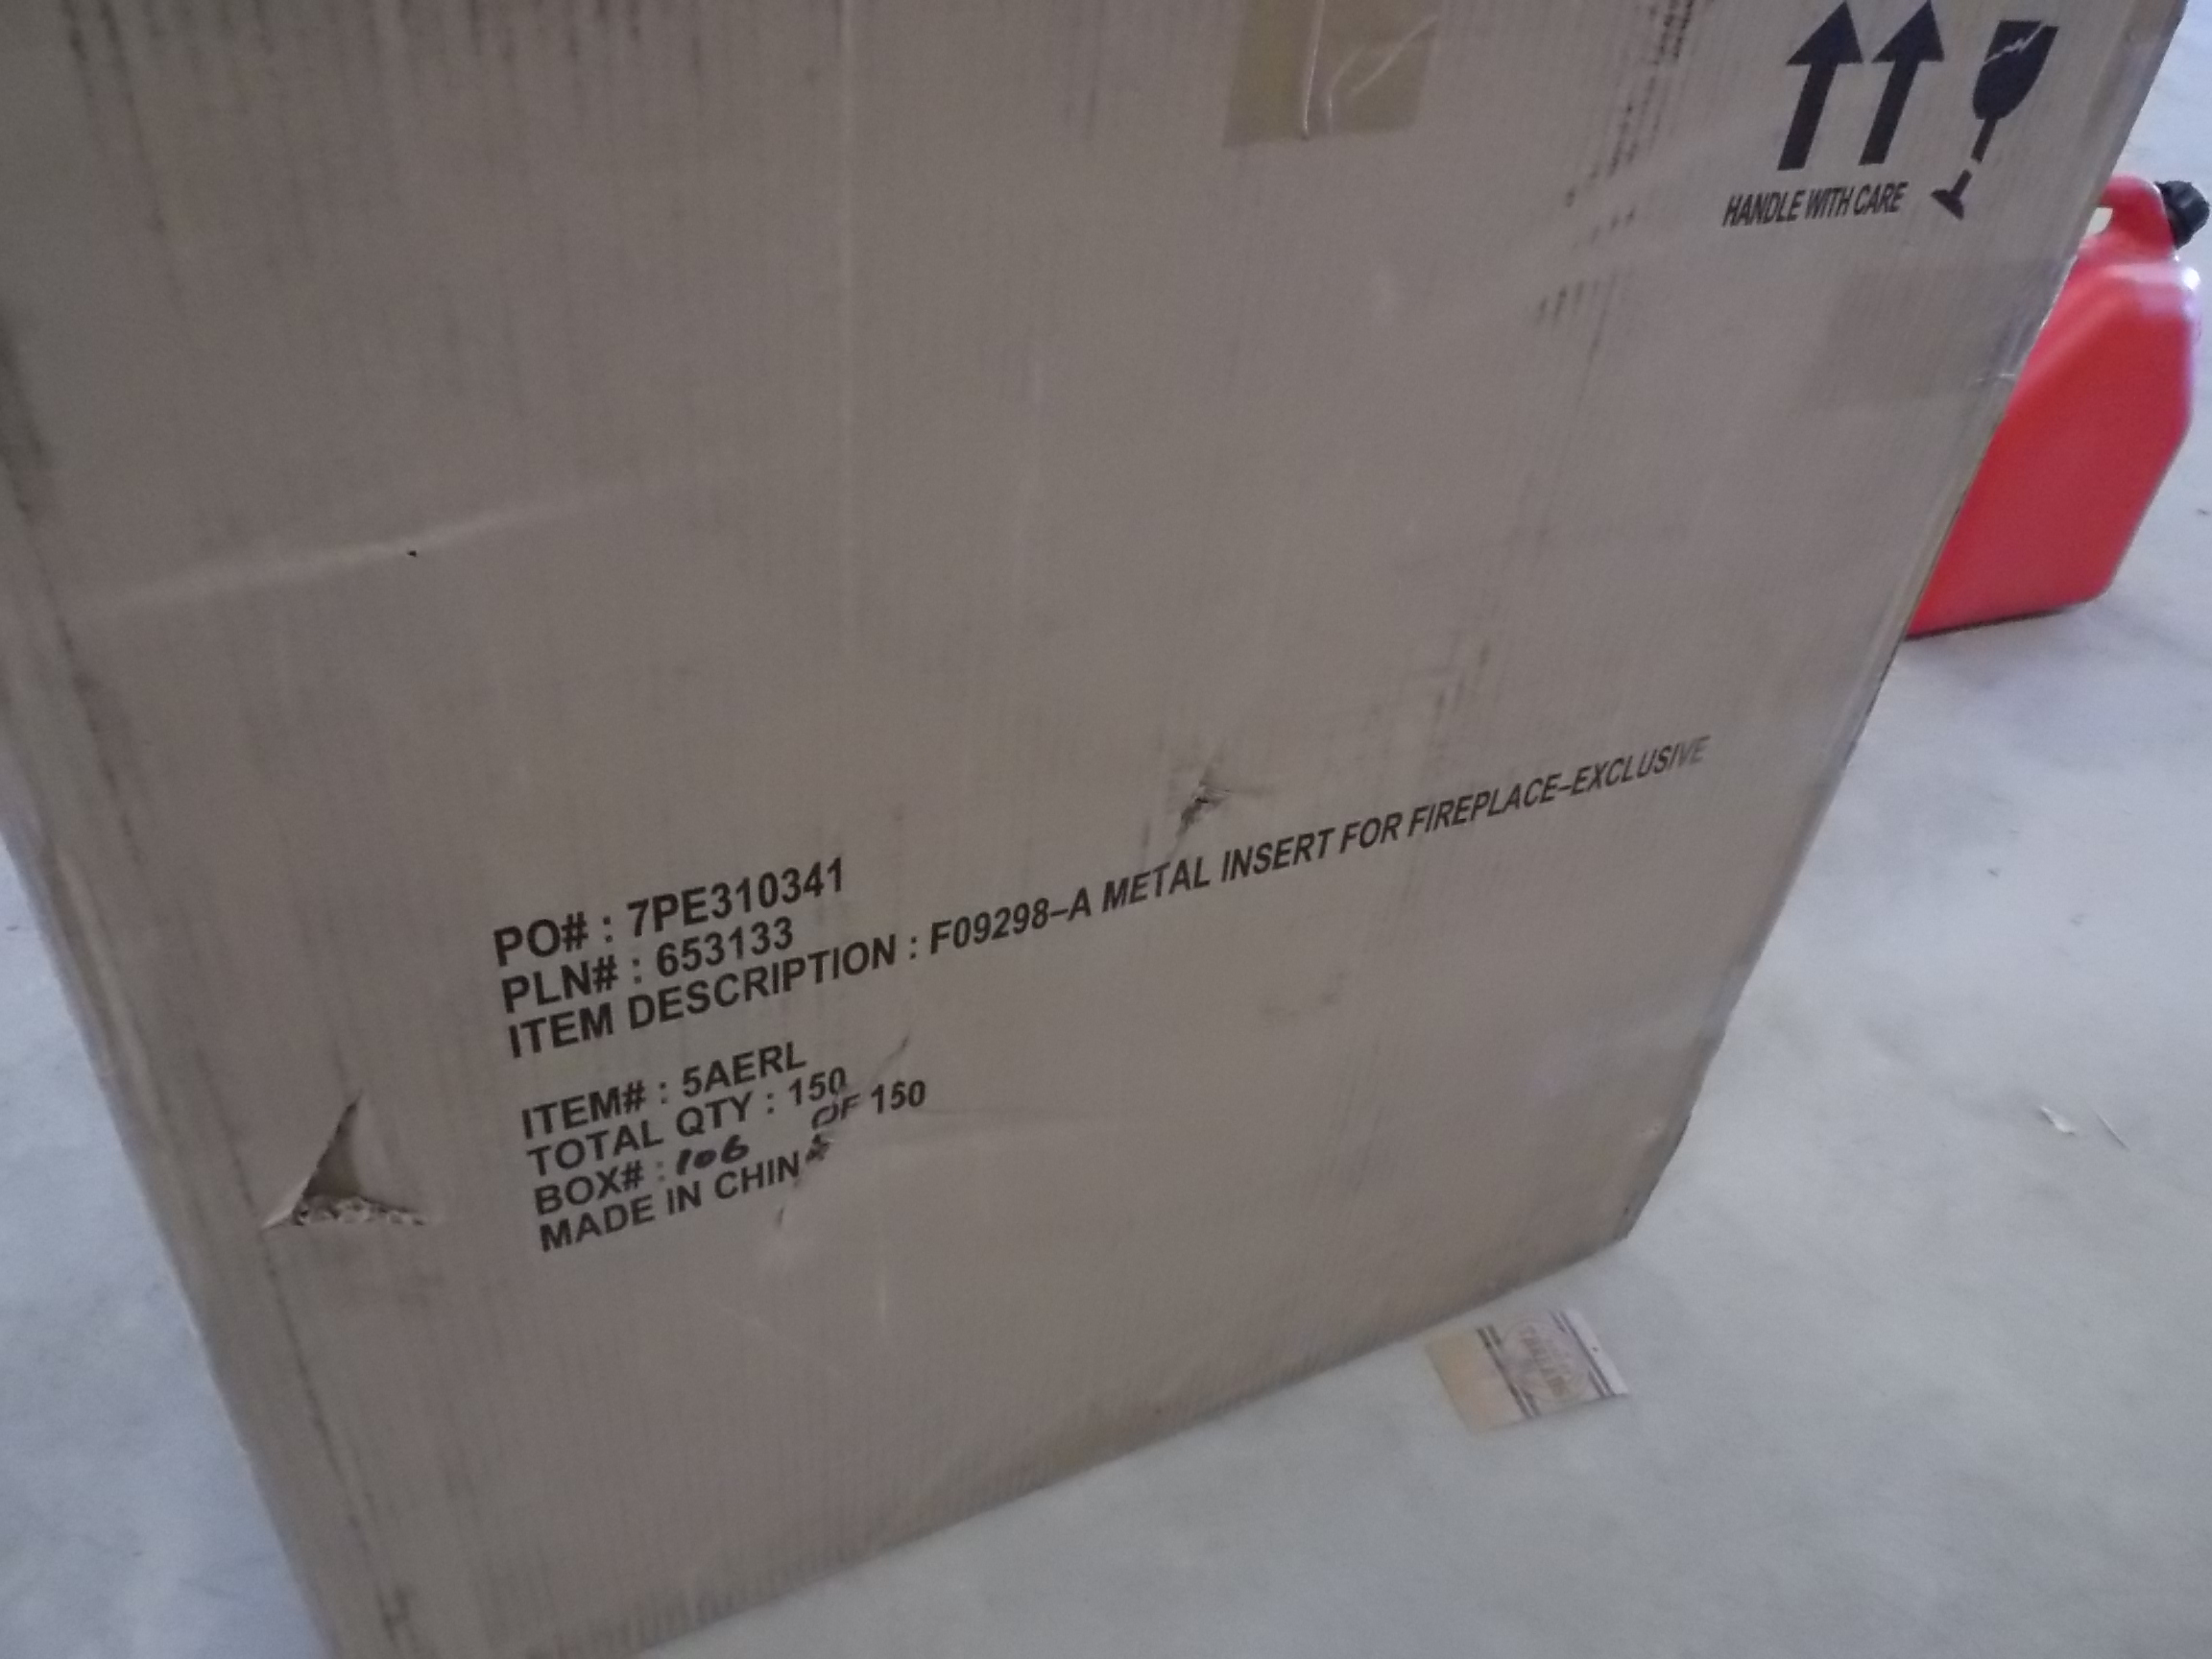 HANDLE WITH CARE
PO# : 7PE310341
PLN# : 653133
ITEM DESCRIPTION : F09298–A METAL INSERT FOR FIREPLACE–EXCLUSIVE
ITEM# : 5AERL
TOTAL QTY : 150
BOX# : 106 OF 150
MADE IN CHIN